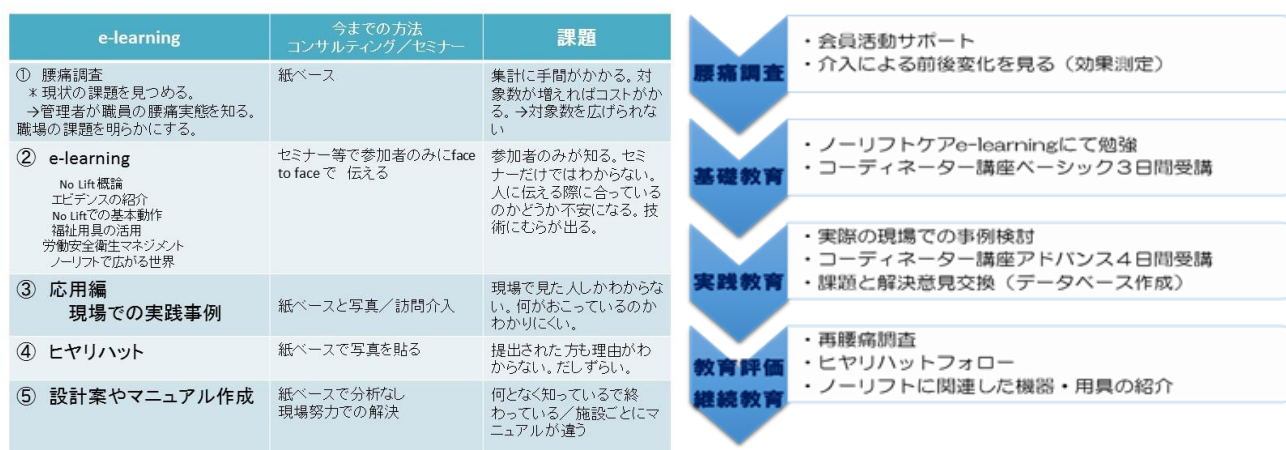 e-learning
今までの方法
コンサルティング／セミナー
課題
① 腰痛調査
＊現状の課題を見つめる。
→管理者が職員の腰痛実態を知る。
職場の課題を明らかにする。
紙ベース
集計に手間がかかる。対
象数が増えればコストがか
る。→対象数を広げられな
い
② e-learning
No Lift概論
エビデンスの紹介
No Liftでの基本動作
福祉用具の活用
労働安全衛生マネジメント
ノーリフトで広がる世界
セミナー等で参加者のみにface
to faceで 伝える
参加者のみが知る。セミ
ナーだけではわからない。
人に伝える際に合っている
のかどうか不安になる。技
術にむらが出る。
③ 応用編
現場での実践事例
紙ベースと写真／訪問介入
現場で見た人しかわからな
い。何がおこっているのか
わかりにくい。
④ ヒヤリハット
紙ベースで写真を貼る
提出された方も理由がわ
からない。だしずらい。
⑤ 設計案やマニュアル作成
紙ベースで分析なし
現場努力での解決
何となく知っているで終
わっている／施設ごとにマ
ニュアルが違う
腰痛調査
・会員活動サポート
・介入による前後変化を見る（効果測定）
基礎教育
・ノーリフトケアe-learningにて勉強
・コーディネーター講座ベーシック３日間受講
実践教育
・実際の現場での事例検討
・コーディネーター講座アドバンス４日間受講
・課題と解決意見交換（データベース作成）
教育評価
継続教育
・再腰痛調査
・ヒヤリハットフォロー
・ノーリフトに関連した機器・用具の紹介